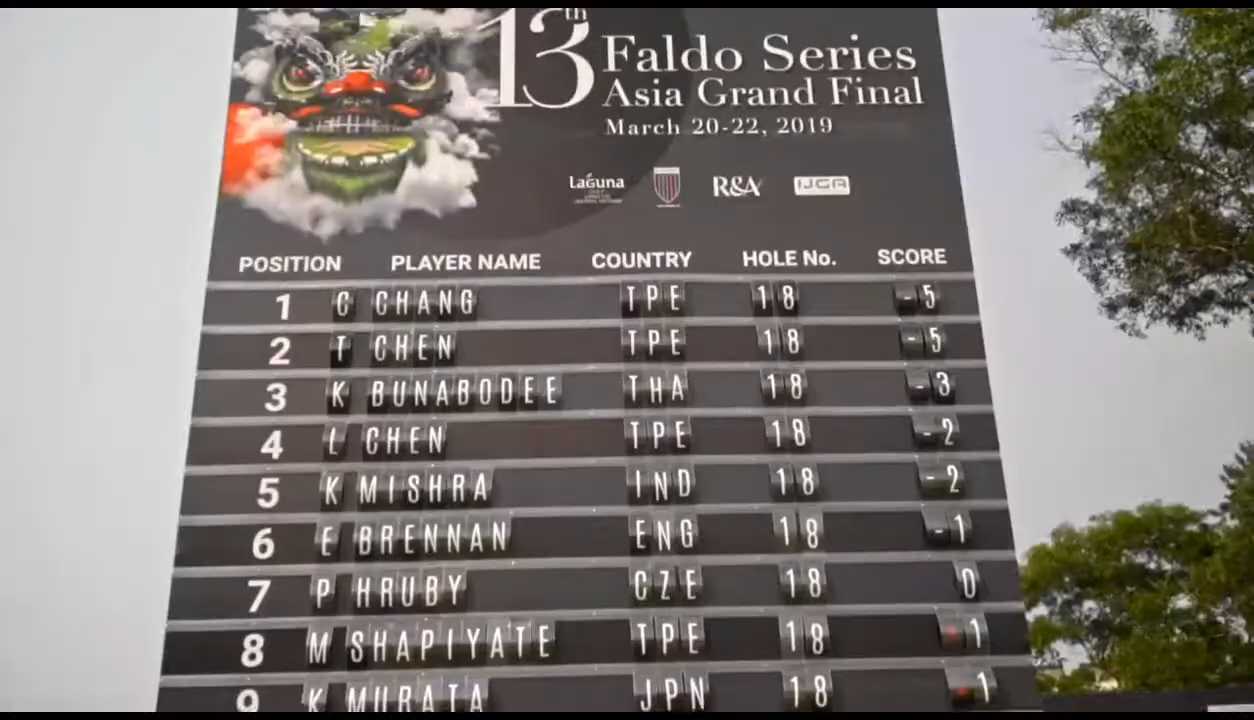 13th Faldo Series
Asia Grand Final
March 20-22, 2019
Laguna R&A IJGA
POSITION PLAYER NAME COUNTRY HOLE No. SCORE
1 C CHANG TPE 18 -5
2 T CHEN TPE 18 -5
3 K BUNABODEE THA 18 -3
4 L CHEN TPE 18 -2
5 K MISHRA IND 18 -2
6 E BRENNAN ENG 18 -1
7 P HRUBY CZE 18 0
8 M SHAPIYATE TPE 18 1
9 K MURATA JPN 18 1